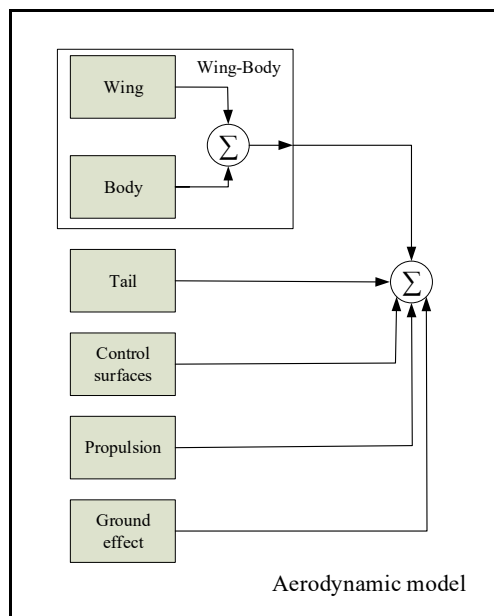 Wing
Wing-Body
∑
Body
Tail
∑
Control
surfaces
Propulsion
Ground
effect
Aerodynamic model